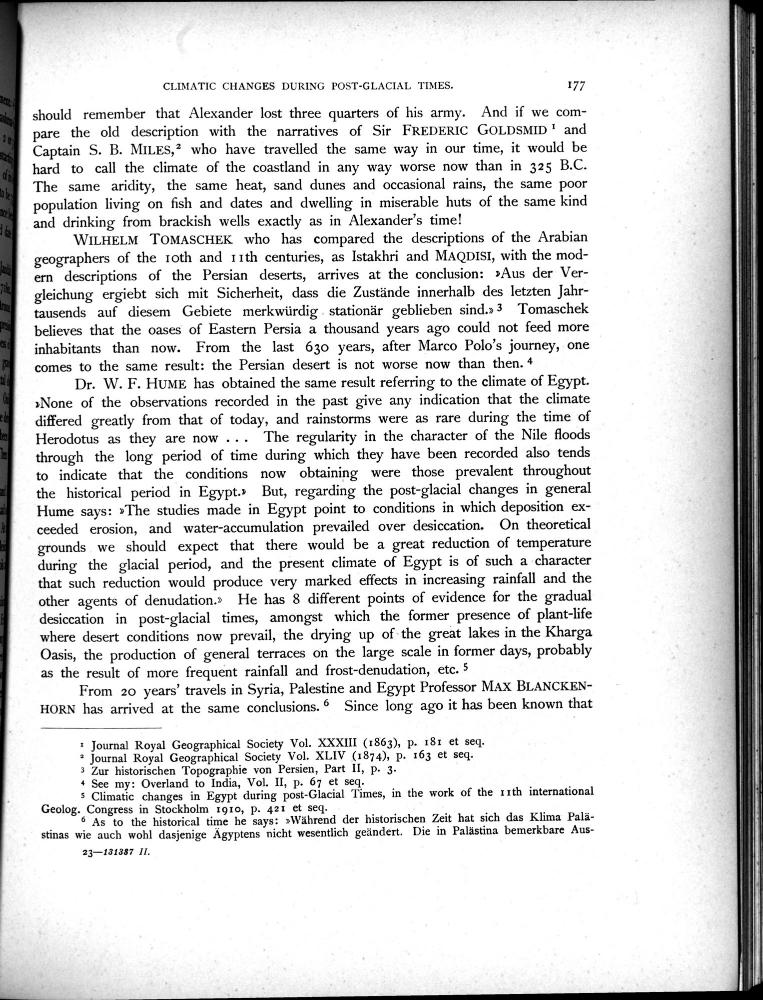 CLIMATIC CHANGES DURING POST-GLACIAL TIMES. 177
should remember that Alexander lost three quarters of his army. And if we com-
pare the old description with the narratives of Sir FREDERIC GOLDSMID ¹ and
Captain S. B. MILES,² who have travelled the same way in our time, it would be
hard to call the climate of the coastland in any way worse now than in 325 B.C.
The same aridity, the same heat, sand dunes and occasional rains, the same poor
population living on fish and dates and dwelling in miserable huts of the same kind
and drinking from brackish wells exactly as in Alexander's time!
WILHELM TOMASCHEK who has compared the descriptions of the Arabian
geographers of the 10th and 11th centuries, as Istakhri and MAQDISI, with the mod-
ern descriptions of the Persian deserts, arrives at the conclusion: »Aus der Ver-
gleichung ergiebt sich mit Sicherheit, dass die Zustände innerhalb des letzten Jahr-
tausends auf diesem Gebiete merkwürdig stationär geblieben sind.» ³ Tomaschek
believes that the oases of Eastern Persia a thousand years ago could not feed more
inhabitants than now. From the last 630 years, after Marco Polo's journey, one
comes to the same result: the Persian desert is not worse now than then. ⁴
Dr. W. F. HUME has obtained the same result referring to the climate of Egypt.
»None of the observations recorded in the past give any indication that the climate
differed greatly from that of today, and rainstorms were as rare during the time of
Herodotus as they are now . . . The regularity in the character of the Nile floods
through the long period of time during which they have been recorded also tends
to indicate that the conditions now obtaining were those prevalent throughout
the historical period in Egypt.» But, regarding the post-glacial changes in general
Hume says: »The studies made in Egypt point to conditions in which deposition ex-
ceeded erosion, and water-accumulation prevailed over desiccation. On theoretical
grounds we should expect that there would be a great reduction of temperature
during the glacial period, and the present climate of Egypt is of such a character
that such reduction would produce very marked effects in increasing rainfall and the
other agents of denudation.» He has 8 different points of evidence for the gradual
desiccation in post-glacial times, amongst which the former presence of plant-life
where desert conditions now prevail, the drying up of the great lakes in the Kharga
Oasis, the production of general terraces on the large scale in former days, probably
as the result of more frequent rainfall and frost-denudation, etc. ⁵
From 20 years' travels in Syria, Palestine and Egypt Professor MAX BLANCKEN-
HORN has arrived at the same conclusions. ⁶ Since long ago it has been known that
¹ Journal Royal Geographical Society Vol. XXXIII (1863), p. 181 et seq.
² Journal Royal Geographical Society Vol. XLIV (1874), p. 163 et seq.
³ Zur historischen Topographie von Persien, Part II, p. 3.
⁴ See my: Overland to India, Vol. II, p. 67 et seq.
⁵ Climatic changes in Egypt during post-Glacial Times, in the work of the 11th international
Geolog. Congress in Stockholm 1910, p. 421 et seq.
⁶ As to the historical time he says: »Während der historischen Zeit hat sich das Klima Palä-
stinas wie auch wohl dasjenige Ägyptens nicht wesentlich geändert. Die in Palästina bemerkbare Aus-
23—131387 II.